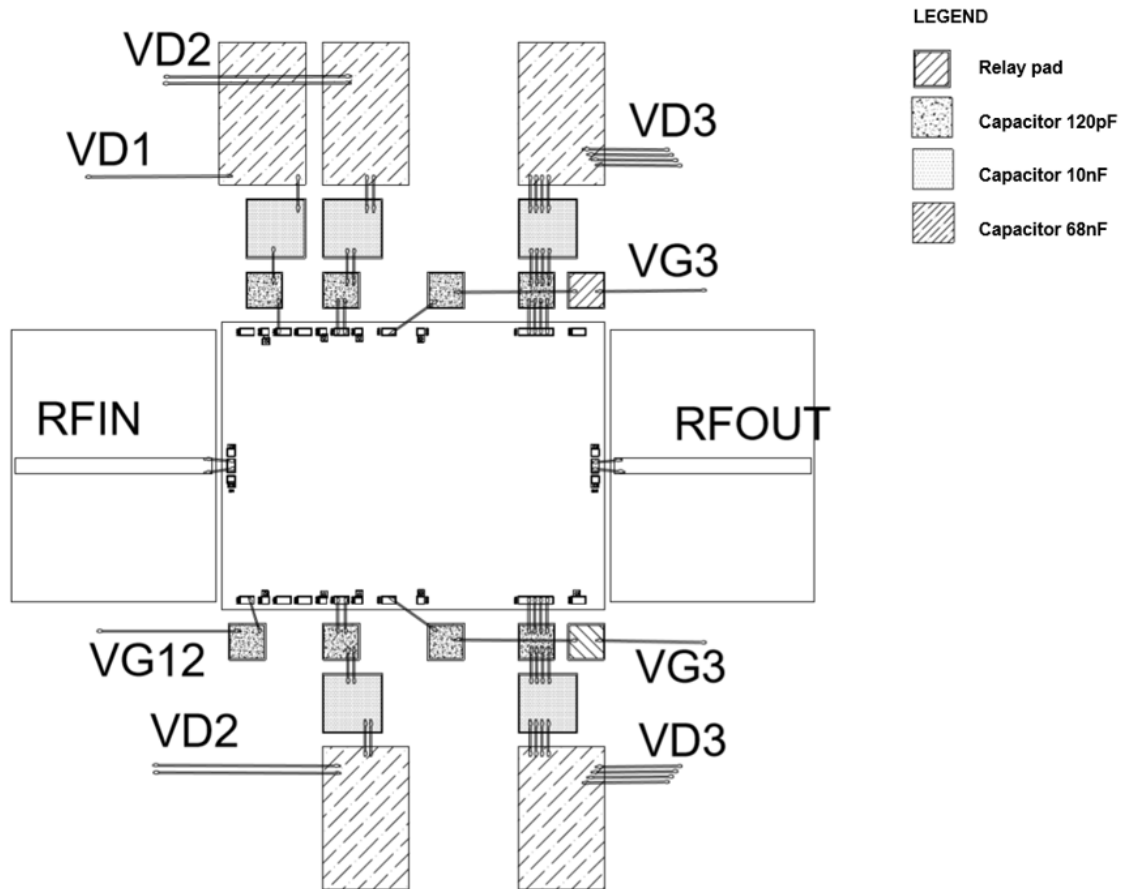 LEGEND
Relay pad
Capacitor 120pF
Capacitor 10nF
Capacitor 68nF
VD2
VD1
VD3
VG3
RFIN
RFOUT
VG12
VG3
VD2
VD3